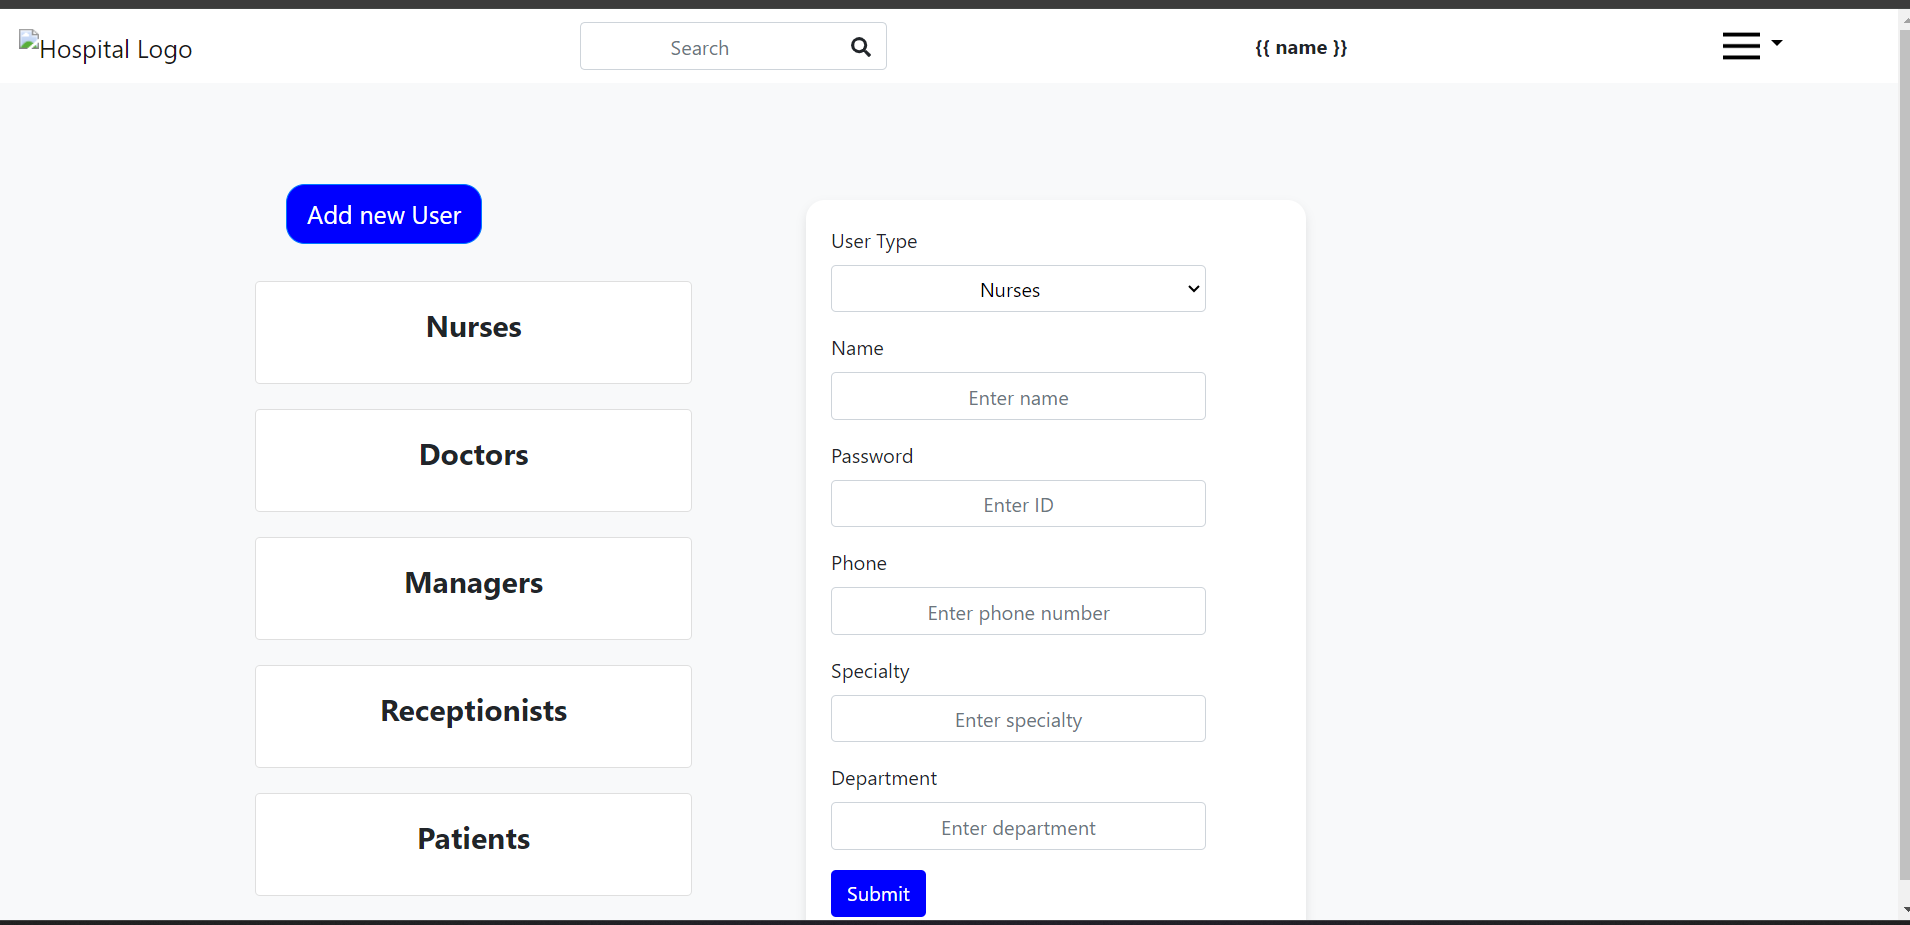 Hospital Logo
Search
{{ name }}
Add new User
Nurses
Doctors
Managers
Receptionists
Patients
User Type
Nurses
Name
Enter name
Password
Enter ID
Phone
Enter phone number
Specialty
Enter specialty
Department
Enter department
Submit